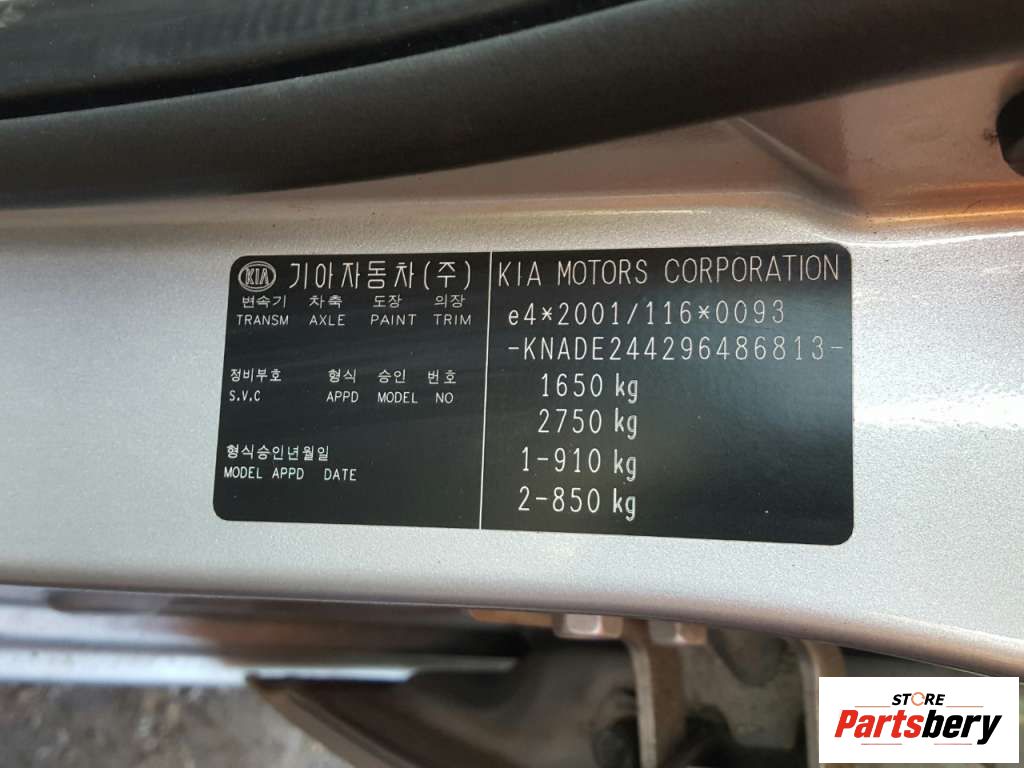 KIA 기아자동차(주)
변속기 차축 도장 의장
TRANSM AXLE PAINT TRIM
정비부호 형식 승인 번호
S.V.C APPD MODEL NO
형식승인년월일
MODEL APPD DATE
KIA MOTORS CORPORATION
e4*2001/116*0093
-KNADE244296486813-
1650 kg
2750 kg
1-910 kg
2-850 kg
STORE
Partsbery